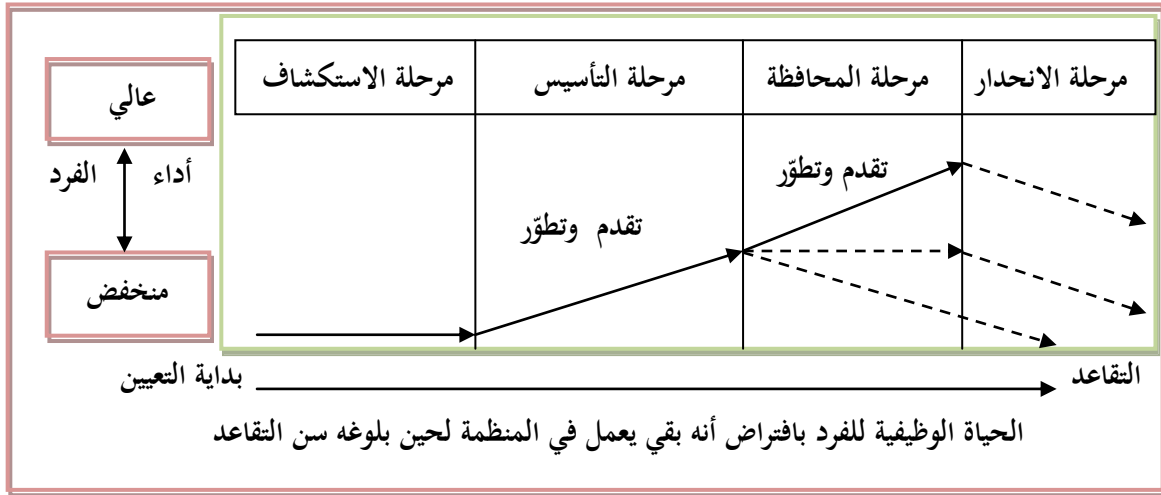 مرحلة الاستكشاف
مرحلة التأسيس
مرحلة المحافظة
مرحلة الانحدار
عالي
أداء
الفرد
منخفض
تقدم وتطوّر
تقدم وتطوّر
بداية التعيين
التقاعد
الحياة الوظيفية للفرد بافتراض أنه بقي يعمل في المنظمة لحين بلوغه سن التقاعد